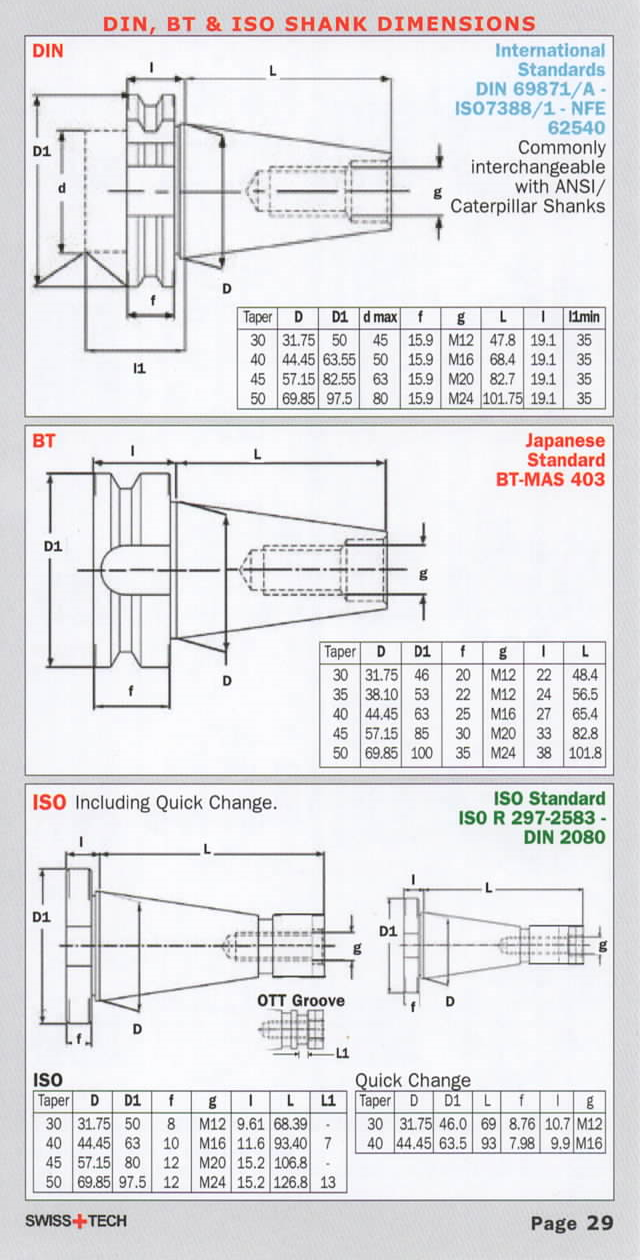 DIN, BT & ISO SHANK DIMENSIONS
DIN
International
Standards
DIN 69871/A -
ISO7388/1 - NFE
62540
Commonly
interchangeable
with ANSI/
Caterpillar Shanks
l
L
D1
d
g
D
f
l1
Taper D D1 d max f g L l l1min
30 31.75 50 45 15.9 M12 47.8 19.1 35
40 44.45 63.55 50 15.9 M16 68.4 19.1 35
45 57.15 82.55 63 15.9 M20 82.7 19.1 35
50 69.85 97.5 80 15.9 M24 101.75 19.1 35
BT
Japanese
Standard
BT-MAS 403
l
L
D1
g
D
f
Taper D D1 f g l L
30 31.75 46 20 M12 22 48.4
35 38.10 53 22 M12 24 56.5
40 44.45 63 25 M16 27 65.4
45 57.15 85 30 M20 33 82.8
50 69.85 100 35 M24 38 101.8
ISO Including Quick Change.
ISO Standard
ISO R 297-2583 -
DIN 2080
l
L
D1
g
D
f
l
L
D1
g
D
f
OTT Groove
L1
ISO
Taper D D1 f g l L L1
30 31.75 50 8 M12 9.61 68.39 -
40 44.45 63 10 M16 11.6 93.40 7
45 57.15 80 12 M20 15.2 106.8 -
50 69.85 97.5 12 M24 15.2 126.8 13
Quick Change
Taper D D1 L f l g
30 31.75 46.0 69 8.76 10.7 M12
40 44.45 63.5 93 7.98 9.9 M16
SWISS+TECH
Page 29